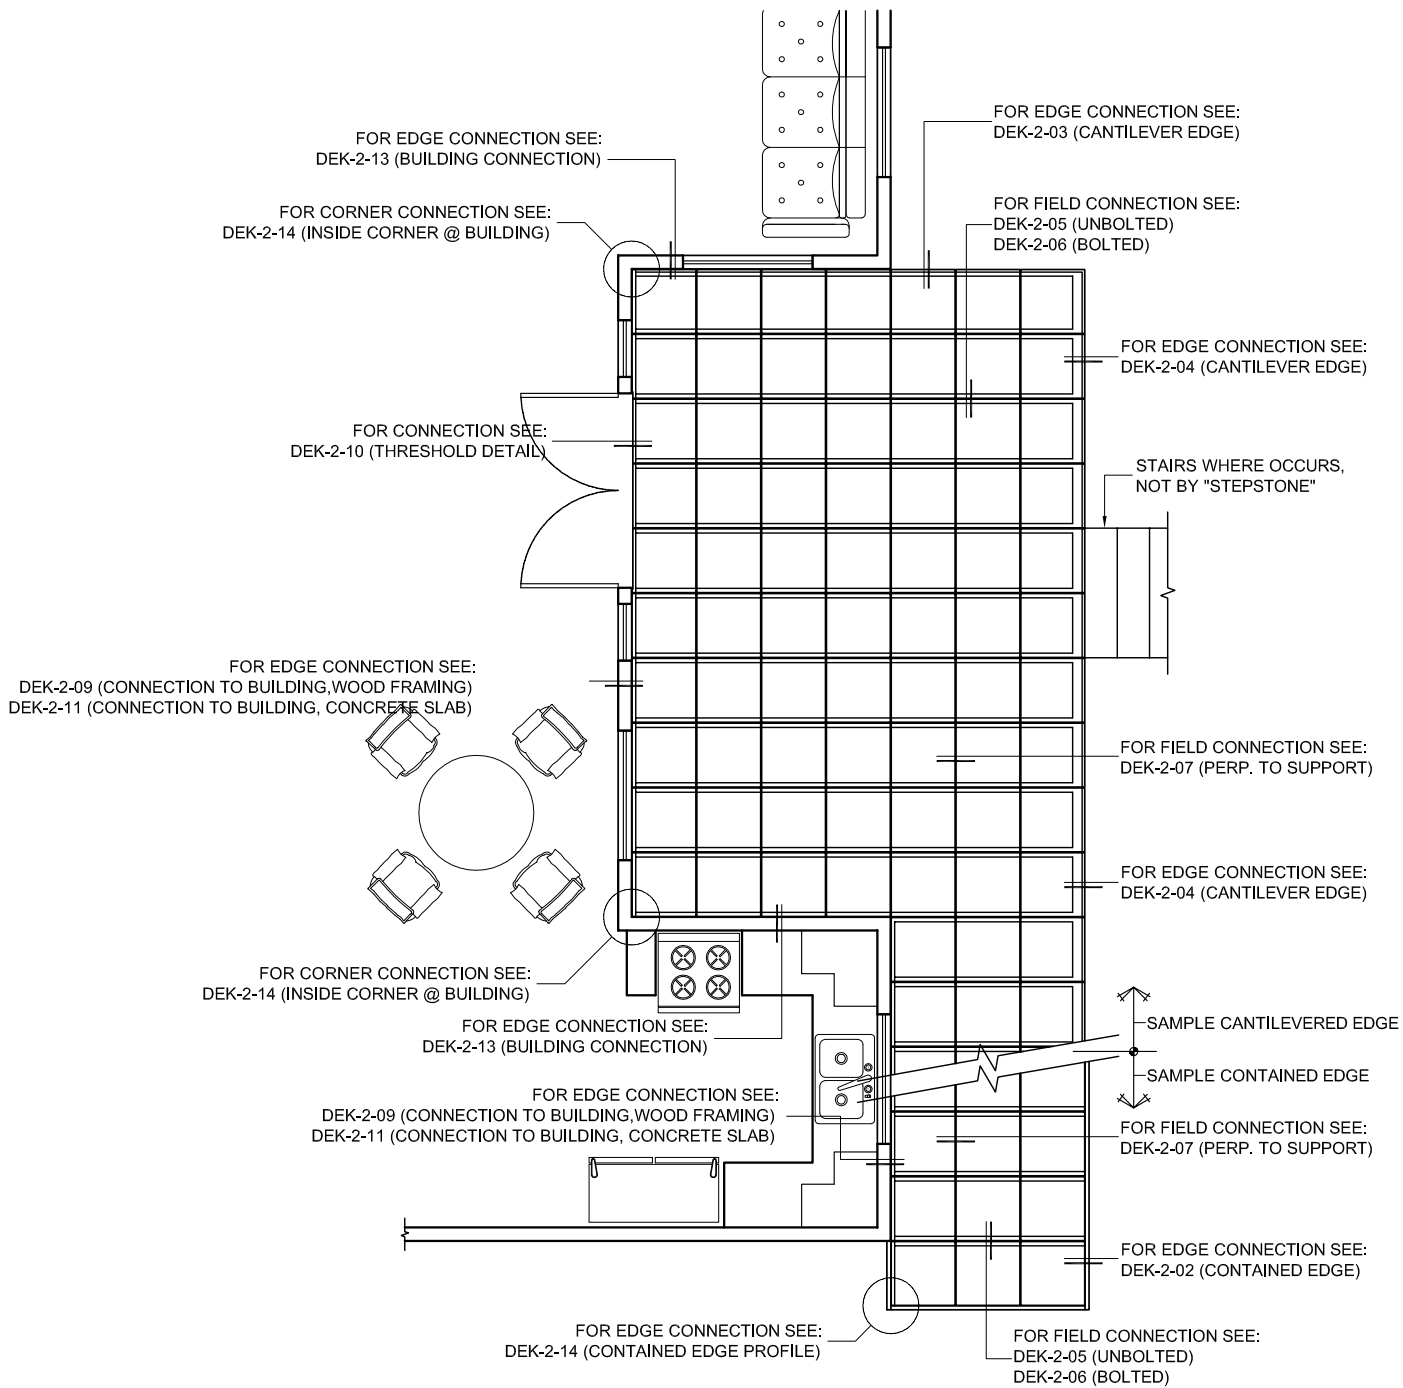 FOR EDGE CONNECTION SEE:
DEK-2-03 (CANTILEVER EDGE)
FOR EDGE CONNECTION SEE:
DEK-2-13 (BUILDING CONNECTION)
FOR FIELD CONNECTION SEE:
DEK-2-05 (UNBOLTED)
DEK-2-06 (BOLTED)
FOR CORNER CONNECTION SEE:
DEK-2-14 (INSIDE CORNER @ BUILDING)
FOR EDGE CONNECTION SEE:
DEK-2-04 (CANTILEVER EDGE)
FOR CONNECTION SEE:
DEK-2-10 (THRESHOLD DETAIL)
STAIRS WHERE OCCURS,
NOT BY "STEPSTONE"
FOR EDGE CONNECTION SEE:
DEK-2-09 (CONNECTION TO BUILDING,WOOD FRAMING)
DEK-2-11 (CONNECTION TO BUILDING, CONCRETE SLAB)
FOR FIELD CONNECTION SEE:
DEK-2-07 (PERP. TO SUPPORT)
FOR EDGE CONNECTION SEE:
DEK-2-04 (CANTILEVER EDGE)
FOR CORNER CONNECTION SEE:
DEK-2-14 (INSIDE CORNER @ BUILDING)
FOR EDGE CONNECTION SEE:
DEK-2-13 (BUILDING CONNECTION)
SAMPLE CANTILEVERED EDGE
SAMPLE CONTAINED EDGE
FOR EDGE CONNECTION SEE:
DEK-2-09 (CONNECTION TO BUILDING,WOOD FRAMING)
DEK-2-11 (CONNECTION TO BUILDING, CONCRETE SLAB)
FOR FIELD CONNECTION SEE:
DEK-2-07 (PERP. TO SUPPORT)
FOR EDGE CONNECTION SEE:
DEK-2-02 (CONTAINED EDGE)
FOR EDGE CONNECTION SEE:
DEK-2-14 (CONTAINED EDGE PROFILE)
FOR FIELD CONNECTION SEE:
DEK-2-05 (UNBOLTED)
DEK-2-06 (BOLTED)